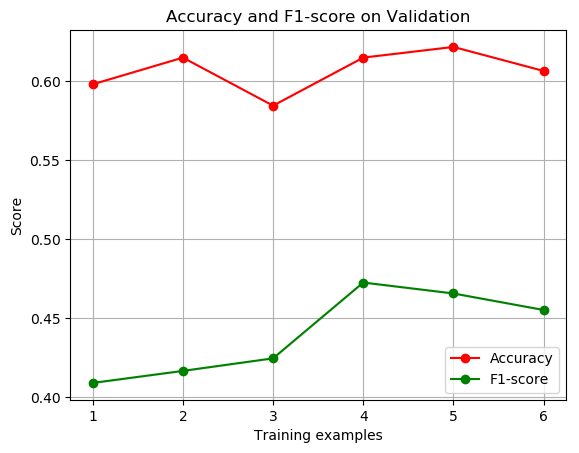 Accuracy and F1-score on Validation
Score
0.60
0.55
0.50
0.45
0.40
Accuracy
F1-score
1 2 3 4 5 6
Training examples